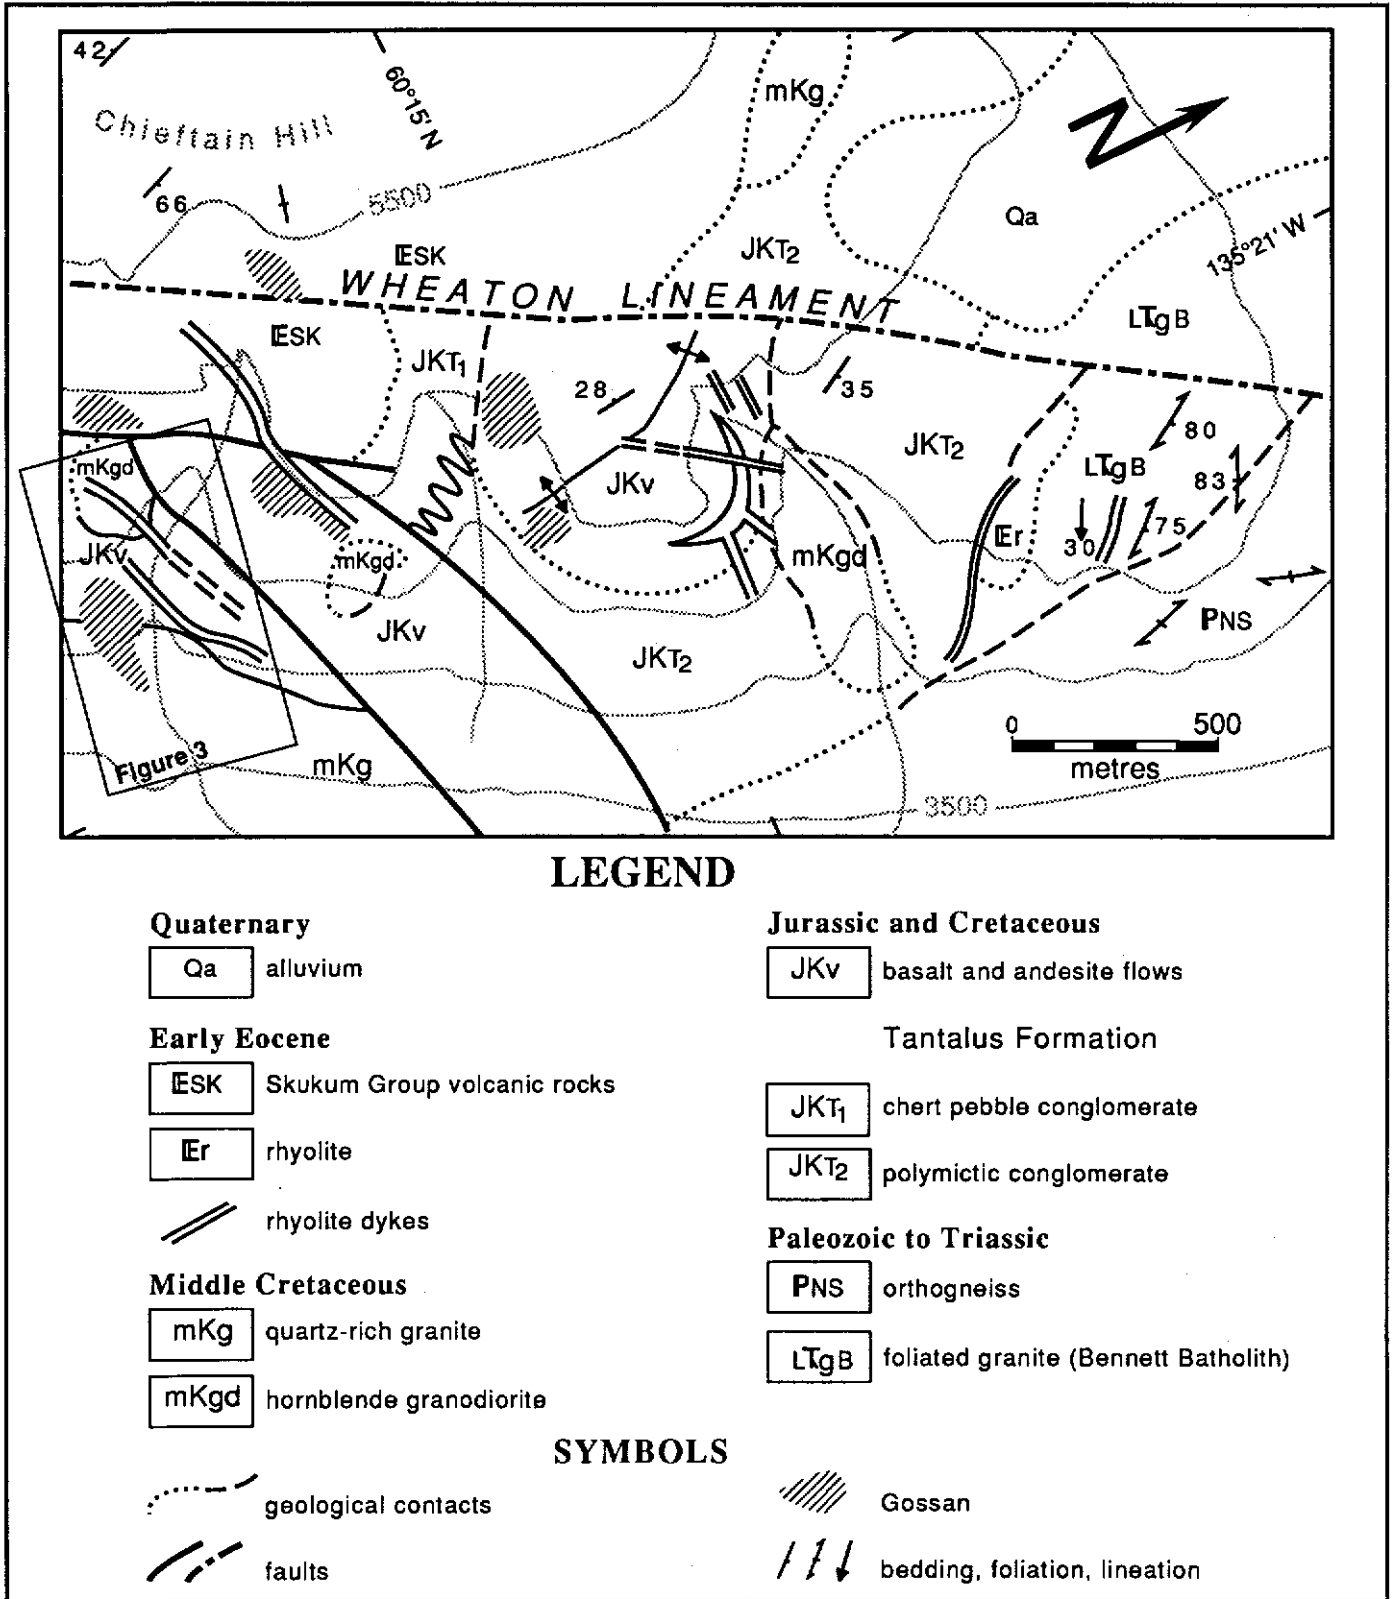 42
60°15' N
mKg
N
Chieftain Hill
66
5500
Qa
135°21' W
ESK
JKT2
WHEATON LINEAMENT
LTgB
ESK
JKT1
28
35
JKT2
80
LTgB
83
mKgd
JKv
75
Er
30
mKgd
mKgd
JKv
JKv
PNS
JKT2
0 500
metres
Figure 3
mKg
3500
LEGEND
Quaternary
Qa alluvium
Early Eocene
ESK Skukum Group volcanic rocks
Er rhyolite
rhyolite dykes
Middle Cretaceous
mKg quartz-rich granite
mKgd hornblende granodiorite
Jurassic and Cretaceous
JKv basalt and andesite flows
Tantalus Formation
JKT1 chert pebble conglomerate
JKT2 polymictic conglomerate
Paleozoic to Triassic
PNS orthogneiss
LTgB foliated granite (Bennett Batholith)
SYMBOLS
geological contacts
faults
Gossan
bedding, foliation, lineation